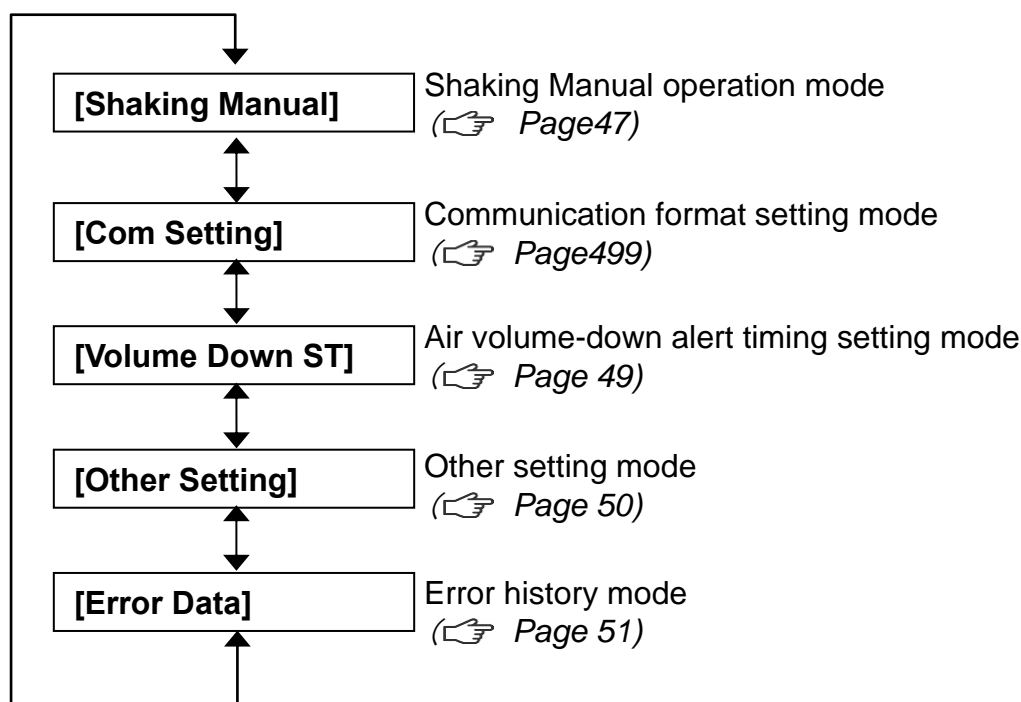 [Shaking Manual]
Shaking Manual operation mode
(☞ Page47)
[Com Setting]
Communication format setting mode
(☞ Page499)
[Volume Down ST]
Air volume-down alert timing setting mode
(☞ Page 49)
[Other Setting]
Other setting mode
(☞ Page 50)
[Error Data]
Error history mode
(☞ Page 51)